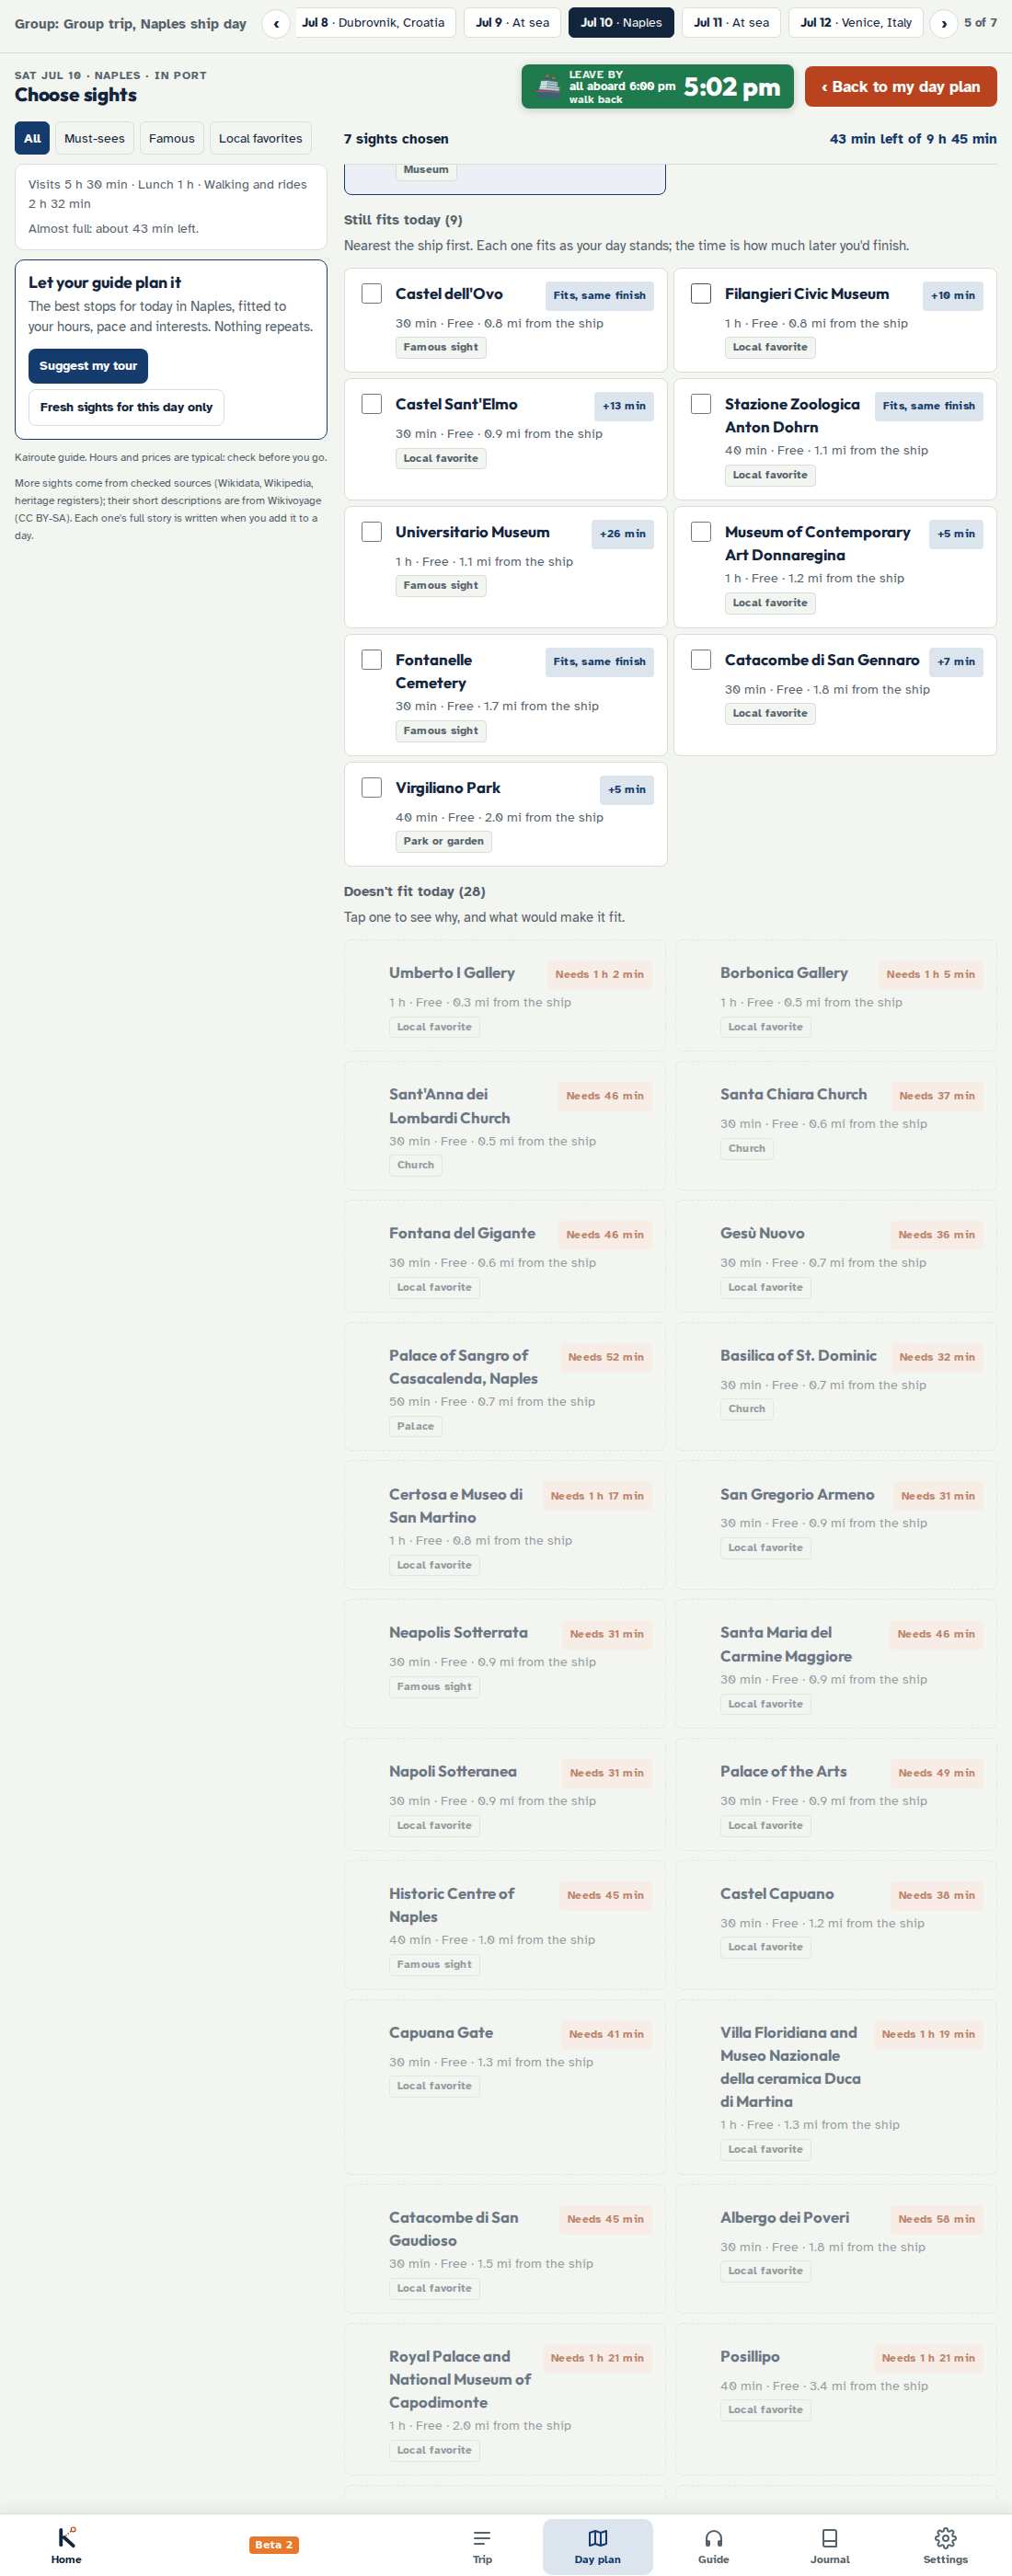 Group: Group trip, Naples ship day
‹
Jul 8 · Dubrovnik, Croatia
Jul 9 · At sea
Jul 10 · Naples
Jul 11 · At sea
Jul 12 · Venice, Italy
›
5 of 7
SAT JUL 10 · NAPLES · IN PORT
Choose sights
LEAVE BY
all aboard 6:00 pm
walk back
5:02 pm
‹ Back to my day plan
All
Must-sees
Famous
Local favorites
7 sights chosen
43 min left of 9 h 45 min
Visits 5 h 30 min · Lunch 1 h · Walking and rides
2 h 32 min
Almost full: about 43 min left.
Let your guide plan it
The best stops for today in Naples, fitted to
your hours, pace and interests. Nothing repeats.
Suggest my tour
Fresh sights for this day only
Kairoute guide. Hours and prices are typical: check before you go.
More sights come from checked sources (Wikidata, Wikipedia,
heritage registers); their short descriptions are from Wikivoyage
(CC BY-SA). Each one's full story is written when you add it to a
day.
Museum
Still fits today (9)
Nearest the ship first. Each one fits as your day stands; the time is how much later you'd finish.
Castel dell'Ovo
Fits, same finish
30 min · Free · 0.8 mi from the ship
Famous sight
Filangieri Civic Museum
+10 min
1 h · Free · 0.8 mi from the ship
Local favorite
Castel Sant'Elmo
+13 min
30 min · Free · 0.9 mi from the ship
Local favorite
Stazione Zoologica
Anton Dohrn
Fits, same finish
40 min · Free · 1.1 mi from the ship
Local favorite
Universitario Museum
+26 min
1 h · Free · 1.1 mi from the ship
Famous sight
Museum of Contemporary
Art Donnaregina
+5 min
1 h · Free · 1.2 mi from the ship
Local favorite
Fontanelle
Cemetery
Fits, same finish
30 min · Free · 1.7 mi from the ship
Famous sight
Catacombe di San Gennaro
+7 min
30 min · Free · 1.8 mi from the ship
Local favorite
Virgiliano Park
+5 min
40 min · Free · 2.0 mi from the ship
Park or garden
Doesn't fit today (28)
Tap one to see why, and what would make it fit.
Umberto I Gallery
Needs 1 h 2 min
1 h · Free · 0.3 mi from the ship
Local favorite
Borbonica Gallery
Needs 1 h 5 min
1 h · Free · 0.5 mi from the ship
Local favorite
Sant'Anna dei
Lombardi Church
Needs 46 min
30 min · Free · 0.5 mi from the ship
Church
Santa Chiara Church
Needs 37 min
30 min · Free · 0.6 mi from the ship
Church
Fontana del Gigante
Needs 46 min
30 min · Free · 0.6 mi from the ship
Local favorite
Gesù Nuovo
Needs 36 min
30 min · Free · 0.7 mi from the ship
Local favorite
Palace of Sangro of
Casacalenda, Naples
Needs 52 min
50 min · Free · 0.7 mi from the ship
Palace
Basilica of St. Dominic
Needs 32 min
30 min · Free · 0.7 mi from the ship
Church
Certosa e Museo di
San Martino
Needs 1 h 17 min
1 h · Free · 0.8 mi from the ship
Local favorite
San Gregorio Armeno
Needs 31 min
30 min · Free · 0.9 mi from the ship
Local favorite
Neapolis Sotterrata
Needs 31 min
30 min · Free · 0.9 mi from the ship
Famous sight
Santa Maria del
Carmine Maggiore
Needs 46 min
30 min · Free · 0.9 mi from the ship
Local favorite
Napoli Sotteranea
Needs 31 min
30 min · Free · 0.9 mi from the ship
Local favorite
Palace of the Arts
Needs 49 min
30 min · Free · 0.9 mi from the ship
Local favorite
Historic Centre of
Naples
Needs 45 min
40 min · Free · 1.0 mi from the ship
Famous sight
Castel Capuano
Needs 38 min
30 min · Free · 1.2 mi from the ship
Local favorite
Capuana Gate
Needs 41 min
30 min · Free · 1.3 mi from the ship
Local favorite
Villa Floridiana and
Museo Nazionale
della ceramica Duca
di Martina
Needs 1 h 19 min
1 h · Free · 1.3 mi from the ship
Local favorite
Catacombe di San
Gaudioso
Needs 45 min
30 min · Free · 1.5 mi from the ship
Local favorite
Albergo dei Poveri
Needs 58 min
30 min · Free · 1.8 mi from the ship
Local favorite
Royal Palace and
National Museum of
Capodimonte
Needs 1 h 21 min
1 h · Free · 2.0 mi from the ship
Local favorite
Posillipo
Needs 1 h 21 min
40 min · Free · 3.4 mi from the ship
Local favorite
Home
Beta 2
Trip
Day plan
Guide
Journal
Settings